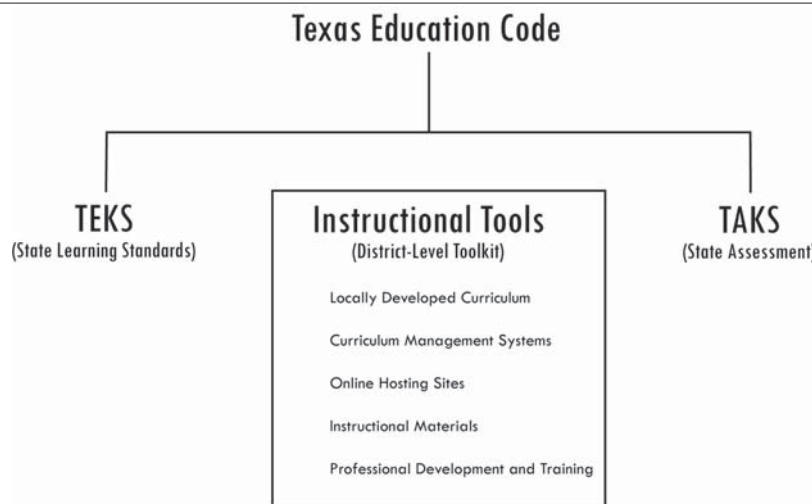 Texas Education Code
TEKS
(State Learning Standards)
Instructional Tools
(District-Level Toolkit)
Locally Developed Curriculum
Curriculum Management Systems
Online Hosting Sites
Instructional Materials
Professional Development and Training
TAKS
(State Assessment)